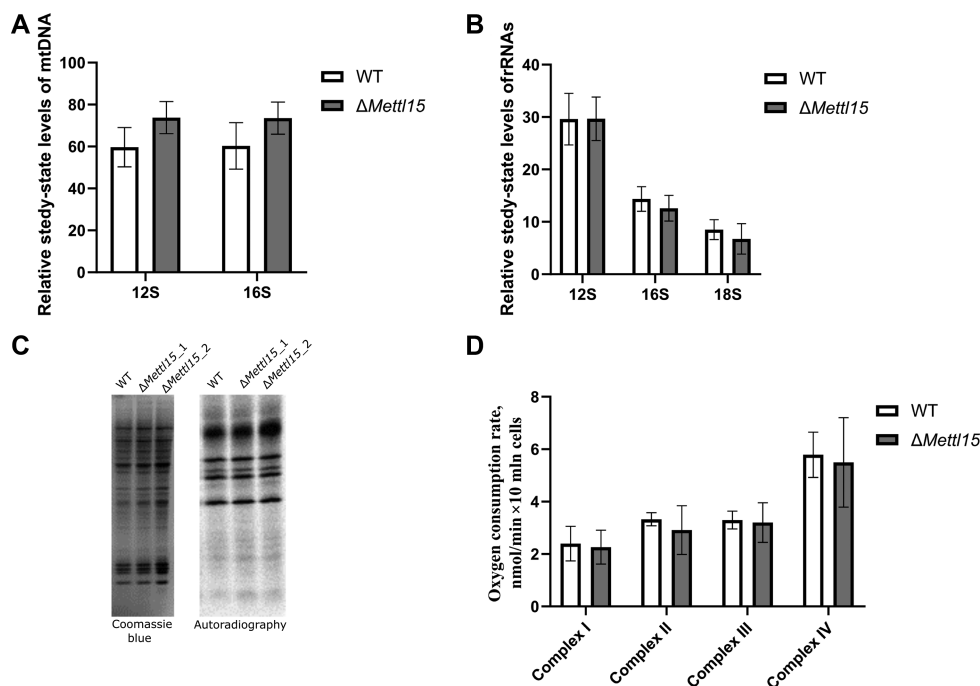 A
Relative stedy-state levels of mtDNA
100
80
60
40
20
0
12S
16S
WT
ΔMettl15
B
Relative stedy-state levels ofrRNAs
40
30
20
10
0
12S
16S
18S
WT
ΔMettl15
C
WT
ΔMettl15_1
ΔMettl15_2
WT
ΔMettl15_1
ΔMettl15_2
Coomassie
blue
Autoradiography
D
Oxygen consumption rate,
nmol/min ×10 mln cells
8
6
4
2
0
Complex I
Complex II
Complex III
Complex IV
WT
ΔMettl15